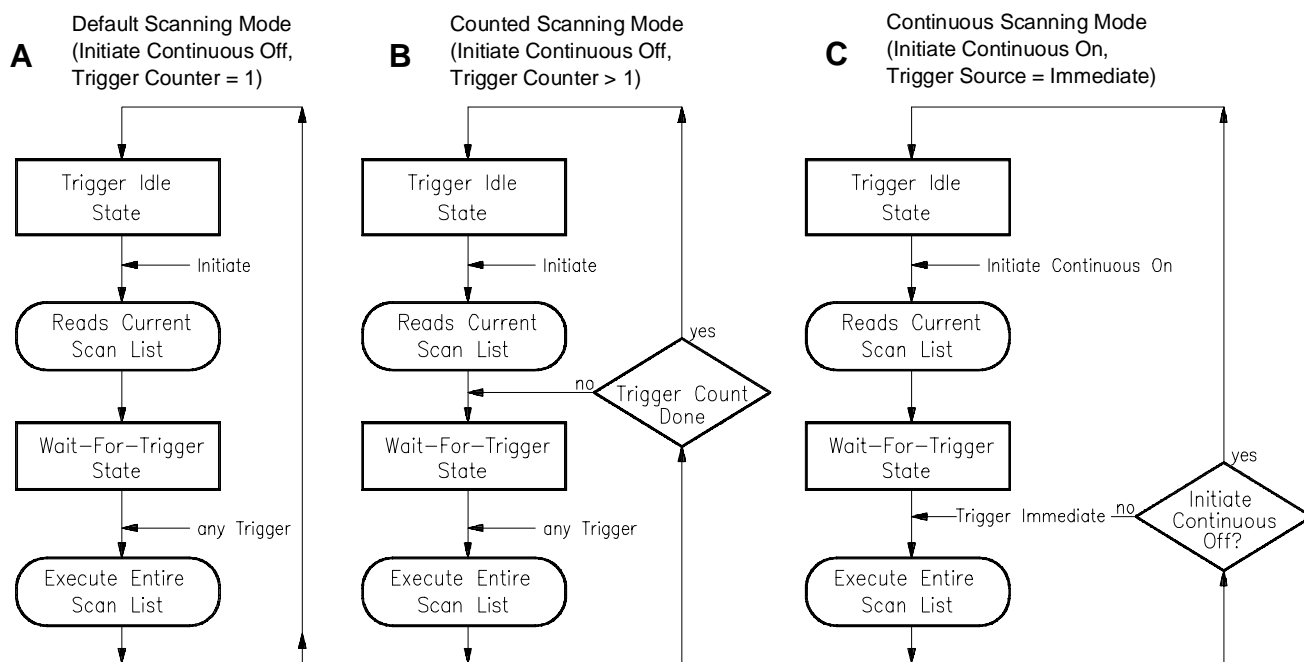 A
Default Scanning Mode
(Initiate Continuous Off,
Trigger Counter = 1)
Trigger Idle
State
Initiate
Reads Current
Scan List
Wait-For-Trigger
State
any Trigger
Execute Entire
Scan List
B
Counted Scanning Mode
(Initiate Continuous Off,
Trigger Counter > 1)
Trigger Idle
State
Initiate
Reads Current
Scan List
yes
no
Trigger Count
Done
Wait-For-Trigger
State
any Trigger
Execute Entire
Scan List
C
Continuous Scanning Mode
(Initiate Continuous On,
Trigger Source = Immediate)
Trigger Idle
State
Initiate Continuous On
Reads Current
Scan List
Wait-For-Trigger
State
yes
Trigger Immediate
no
Initiate
Continuous
Off?
Execute Entire
Scan List